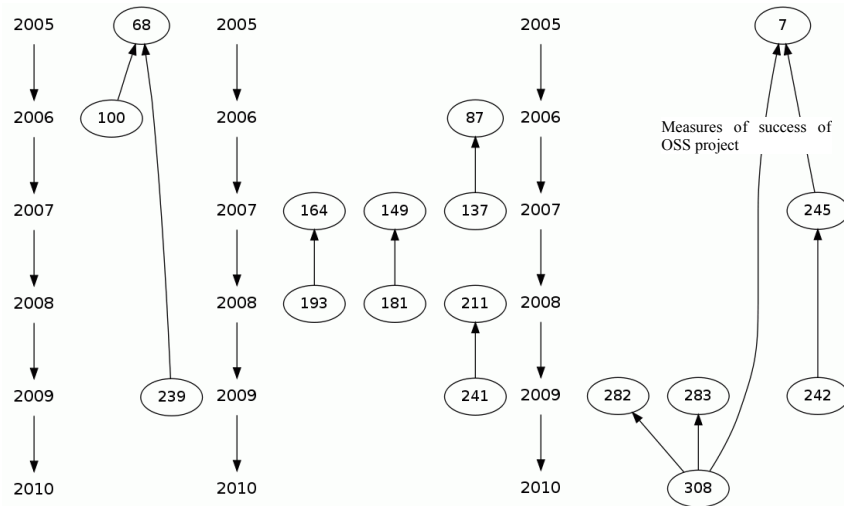 2005 68 2005 2005 7
2006 100 2006 87 2006
Measures of success of
OSS project
2007 2007 164 149 137 2007 245
2008 2008 193 181 211 2008
2009 239 2009 241 2009 282 283 242
2010 2010 2010 308